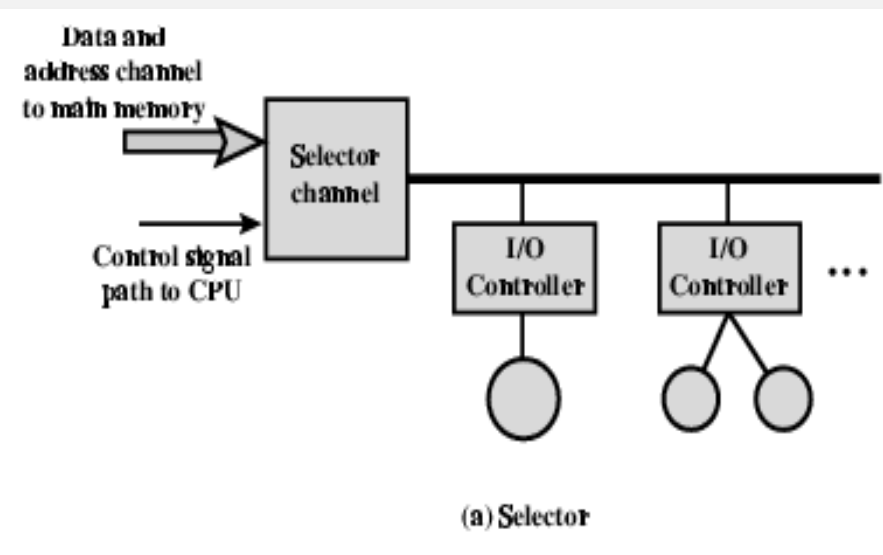 Data and
address channel
to main memory
Selector
channel
Control signal
path to CPU
I/O
Controller
I/O
Controller
...
(a) Selector